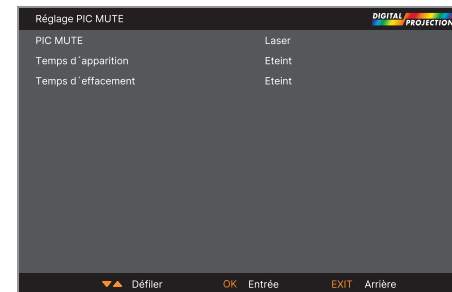 Réglage PIC MUTE
DIGITAL PROJECTION
PIC MUTE Laser
Temps d´apparition Eteint
Temps d´effacement Eteint
Défiler OK Entrée EXIT Arrière